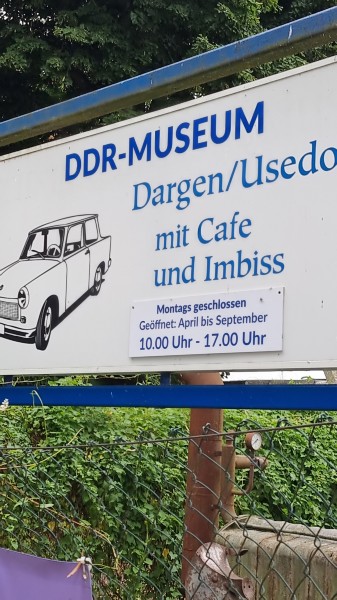 DDR-MUSEUM
Dargen/Usedo
mit Cafe
und Imbiss
Montags geschlossen
Geöffnet: April bis September
10.00 Uhr - 17.00 Uhr